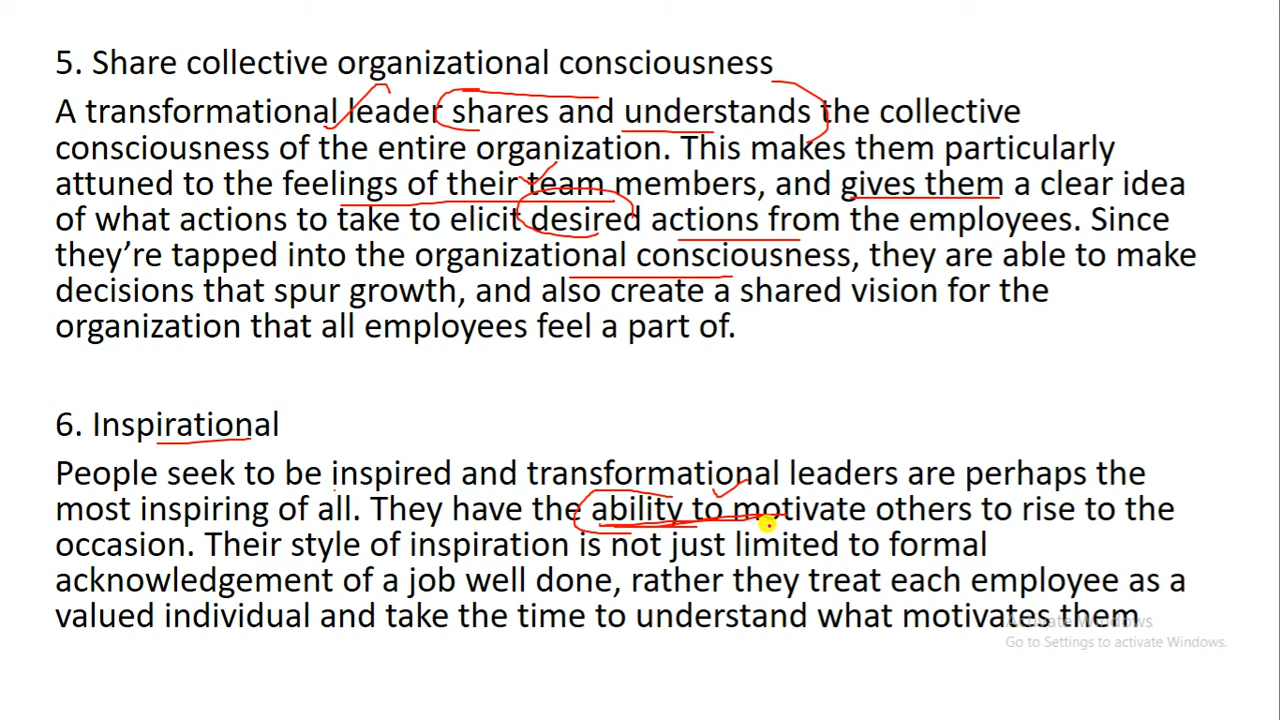 5. Share collective organizational consciousness
A transformational leader shares and understands the collective
consciousness of the entire organization. This makes them particularly
attuned to the feelings of their team members, and gives them a clear idea
of what actions to take to elicit desired actions from the employees. Since
they’re tapped into the organizational consciousness, they are able to make
decisions that spur growth, and also create a shared vision for the
organization that all employees feel a part of.
6. Inspirational
People seek to be inspired and transformational leaders are perhaps the
most inspiring of all. They have the ability to motivate others to rise to the
occasion. Their style of inspiration is not just limited to formal
acknowledgement of a job well done, rather they treat each employee as a
valued individual and take the time to understand what motivates them
Activate Windows
Go to Settings to activate Windows.